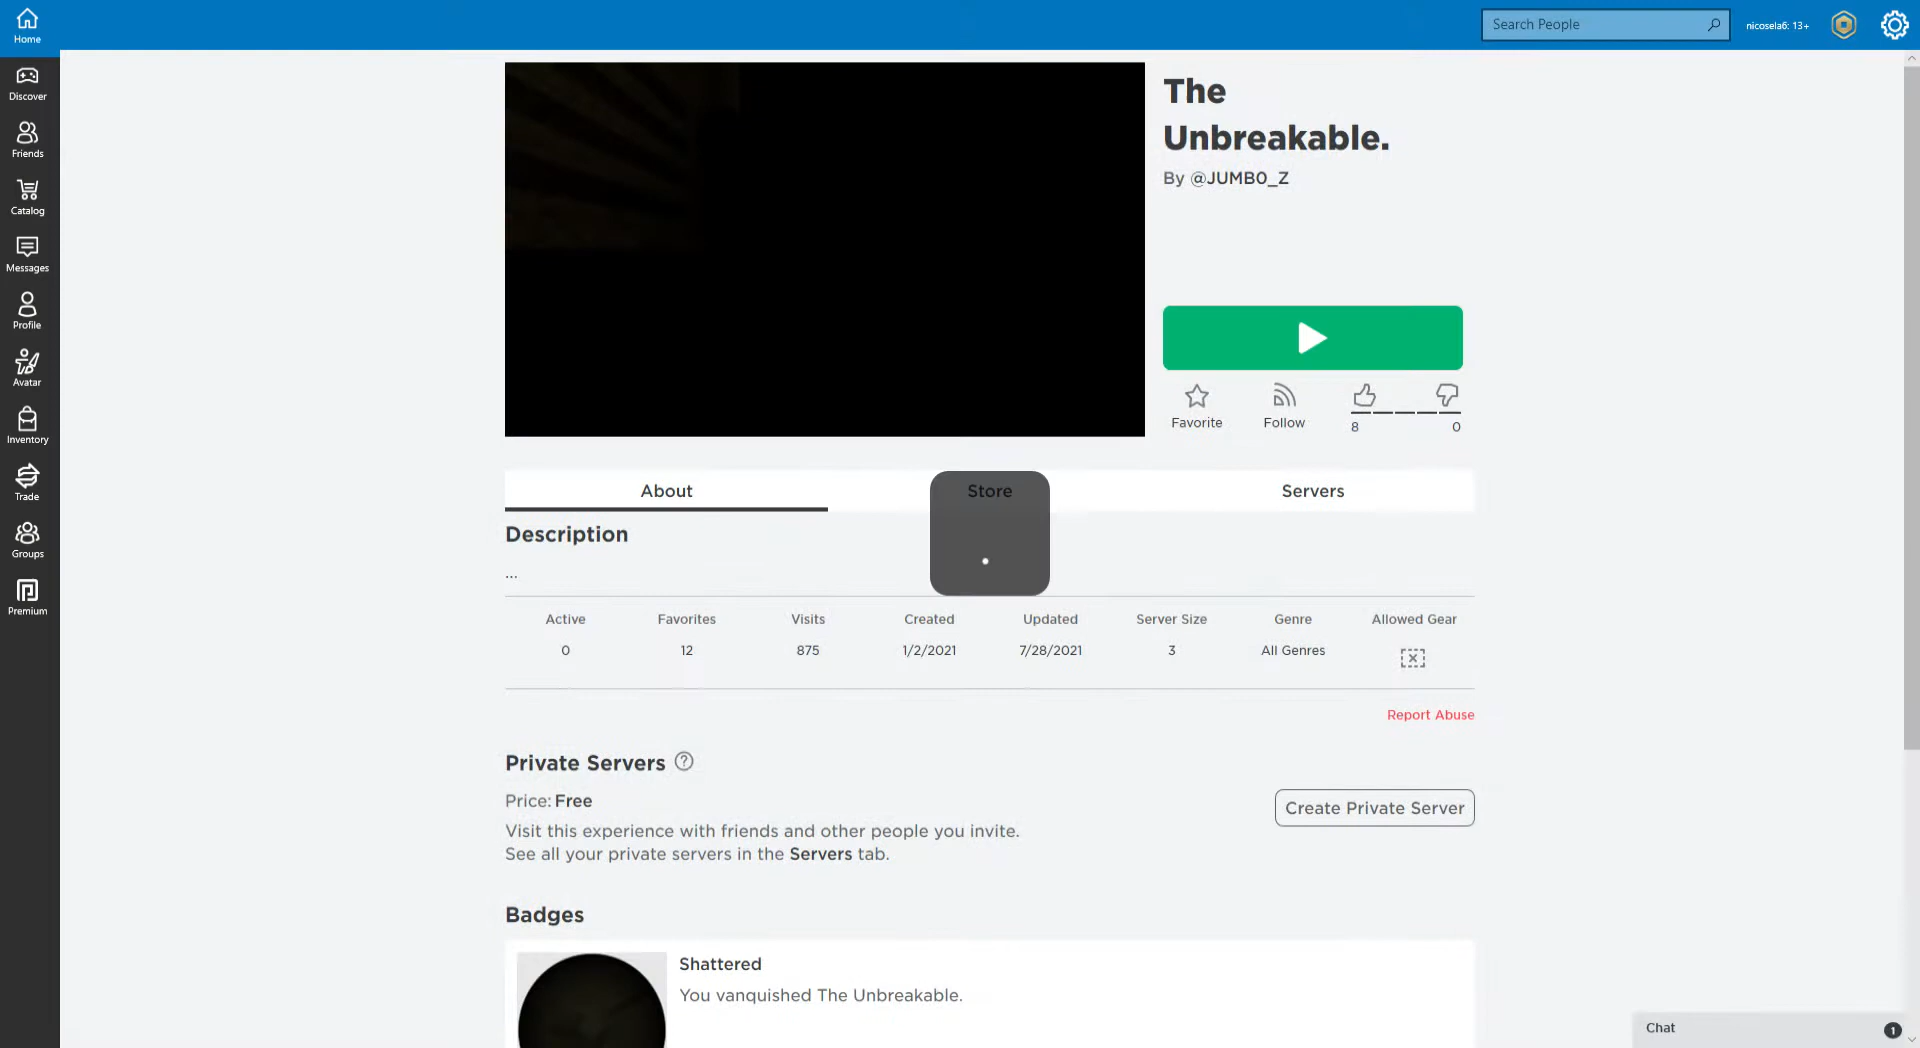 Home
Search People
nicosela6: 13+
Discover
Friends
Catalog
Messages
Profile
Avatar
Inventory
Trade
Groups
Premium
The
Unbreakable.
By @JUMB0_Z
Favorite
Follow
8
0
About
Store
Servers
Description
...
Active
Favorites
Visits
Created
Updated
Server Size
Genre
Allowed Gear
0
12
875
1/2/2021
7/28/2021
3
All Genres
Report Abuse
Private Servers
Price: Free
Create Private Server
Visit this experience with friends and other people you invite.
See all your private servers in the Servers tab.
Badges
Shattered
You vanquished The Unbreakable.
Chat
1